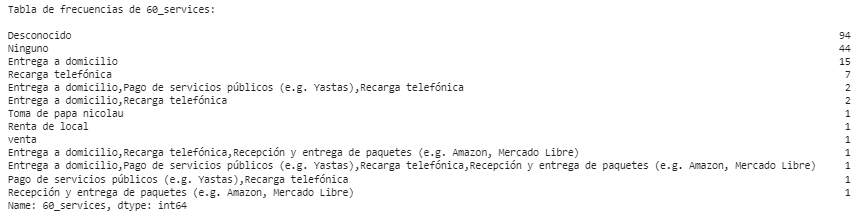 Tabla de frecuencias de 60_services:
Desconocido 94
Ninguno 44
Entrega a domicilio 15
Recarga telefónica 7
Entrega a domicilio,Pago de servicios públicos (e.g. Yastas),Recarga telefónica 2
Entrega a domicilio,Recarga telefónica 2
Toma de papa nicolau 1
Renta de local 1
venta 1
Entrega a domicilio,Recarga telefónica,Recepción y entrega de paquetes (e.g. Amazon, Mercado Libre) 1
Entrega a domicilio,Pago de servicios públicos (e.g. Yastas),Recarga telefónica,Recepción y entrega de paquetes (e.g. Amazon, Mercado Libre) 1
Pago de servicios públicos (e.g. Yastas),Recarga telefónica 1
Recepción y entrega de paquetes (e.g. Amazon, Mercado Libre) 1
Name: 60_services, dtype: int64